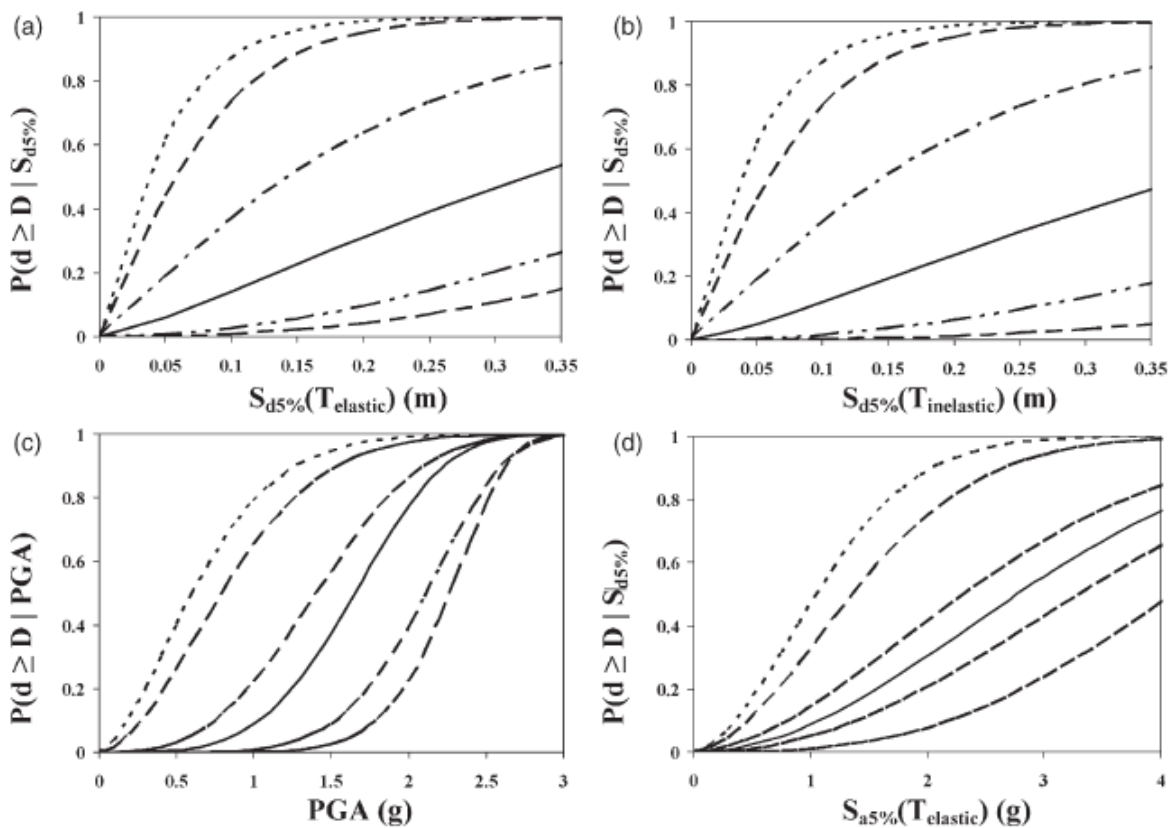 (a)
P(d ≥ D | Sd5%)
1
0.8
0.6
0.4
0.2
0
0 0.05 0.1 0.15 0.2 0.25 0.3 0.35
Sd5%(Telastic) (m)
(b)
P(d ≥ D | Sd5%)
1
0.8
0.6
0.4
0.2
0
0 0.05 0.1 0.15 0.2 0.25 0.3 0.35
Sd5%(Tinelastic) (m)
(c)
P(d ≥ D | PGA)
1
0.8
0.6
0.4
0.2
0
0 0.5 1 1.5 2 2.5 3
PGA (g)
(d)
P(d ≥ D | Sd5%)
1
0.8
0.6
0.4
0.2
0
0 1 2 3 4
Sa5%(Telastic) (g)